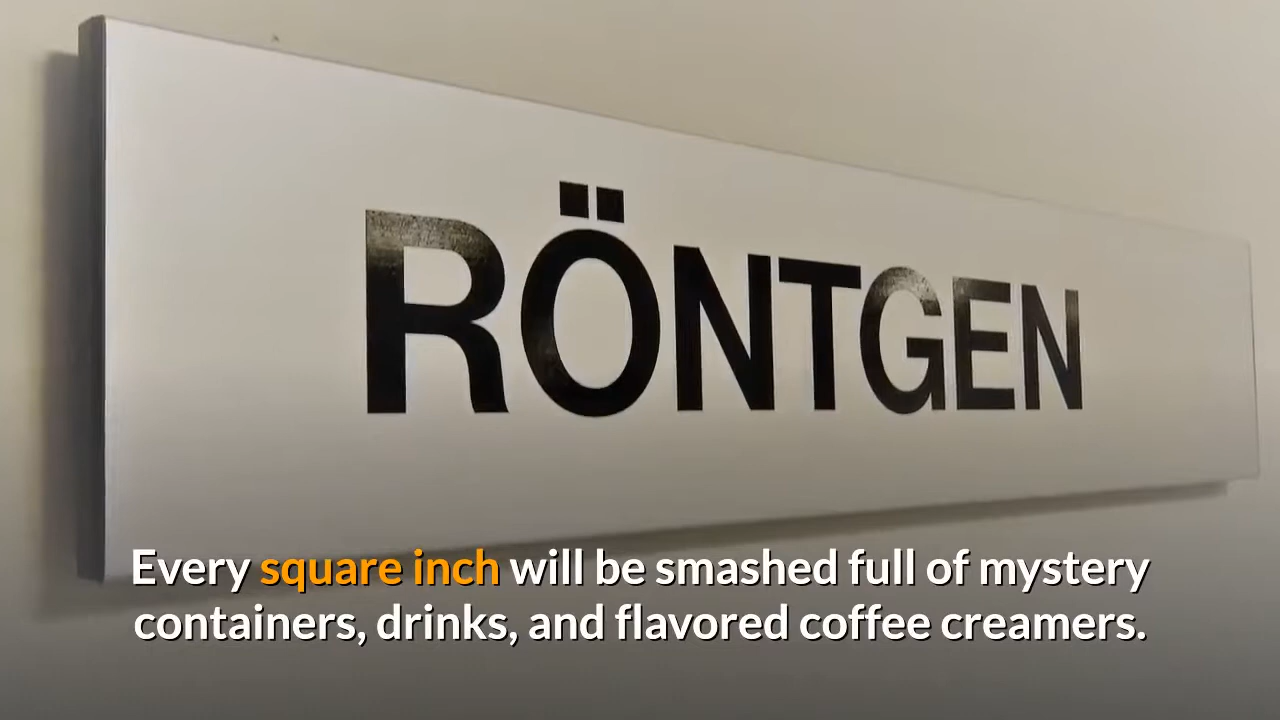 RÖNTGEN
Every square inch will be smashed full of mystery
containers, drinks, and flavored coffee creamers.